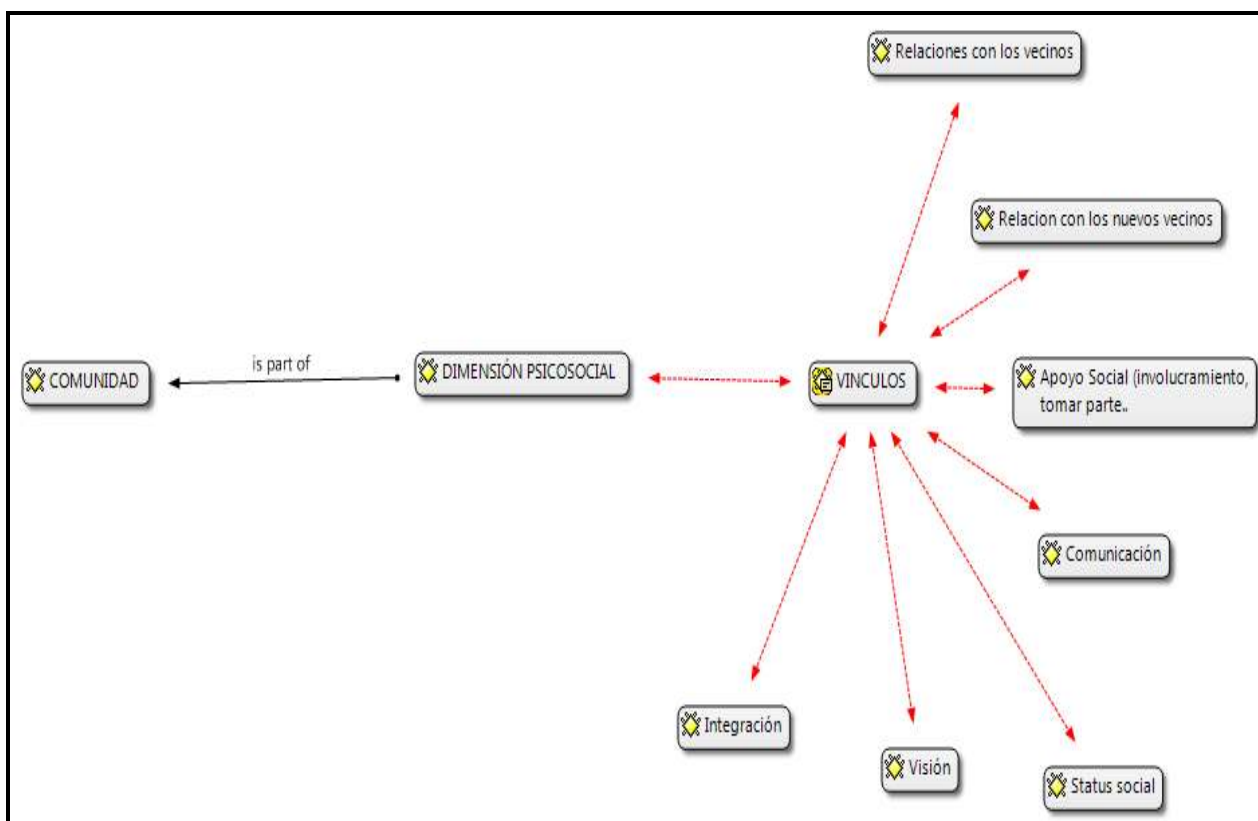 Relaciones con los vecinos
Relacion con los nuevos vecinos
is part of
COMUNIDAD
DIMENSIÓN PSICOSOCIAL
VINCULOS
Apoyo Social (involucramiento,
tomar parte..
Comunicación
Integración
Visión
Status social